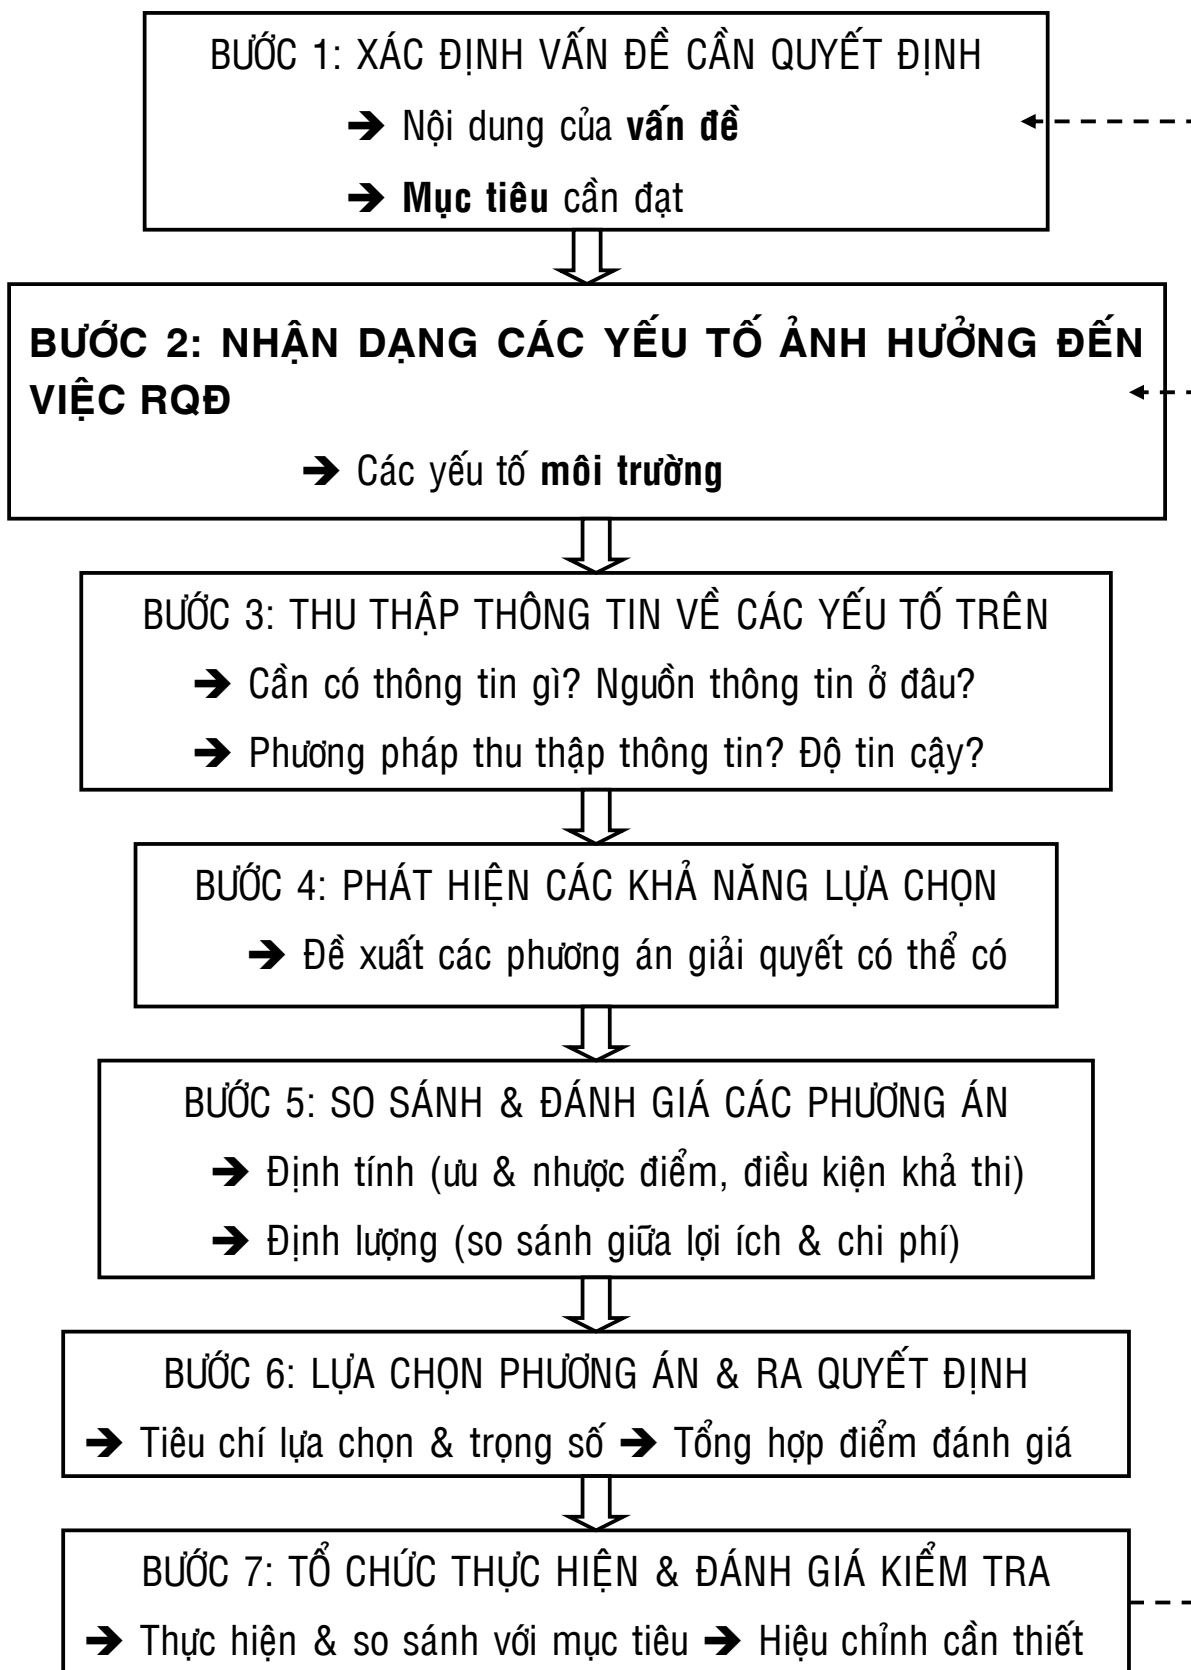 BƯỚC 1: XÁC ĐỊNH VẤN ĐỀ CẦN QUYẾT ĐỊNH
➔ Nội dung của vấn đề
➔ Mục tiêu cần đạt
BƯỚC 2: NHẬN DẠNG CÁC YẾU TỐ ẢNH HƯỞNG ĐẾN
VIỆC RQĐ
➔ Các yếu tố môi trường
BƯỚC 3: THU THẬP THÔNG TIN VỀ CÁC YẾU TỐ TRÊN
➔ Cần có thông tin gì? Nguồn thông tin ở đâu?
➔ Phương pháp thu thập thông tin? Độ tin cậy?
BƯỚC 4: PHÁT HIỆN CÁC KHẢ NĂNG LỰA CHỌN
➔ Đề xuất các phương án giải quyết có thể có
BƯỚC 5: SO SÁNH & ĐÁNH GIÁ CÁC PHƯƠNG ÁN
➔ Định tính (ưu & nhược điểm, điều kiện khả thi)
➔ Định lượng (so sánh giữa lợi ích & chi phí)
BƯỚC 6: LỰA CHỌN PHƯƠNG ÁN & RA QUYẾT ĐỊNH
➔ Tiêu chí lựa chọn & trọng số ➔ Tổng hợp điểm đánh giá
BƯỚC 7: TỔ CHỨC THỰC HIỆN & ĐÁNH GIÁ KIỂM TRA
➔ Thực hiện & so sánh với mục tiêu ➔ Hiệu chỉnh cần thiết